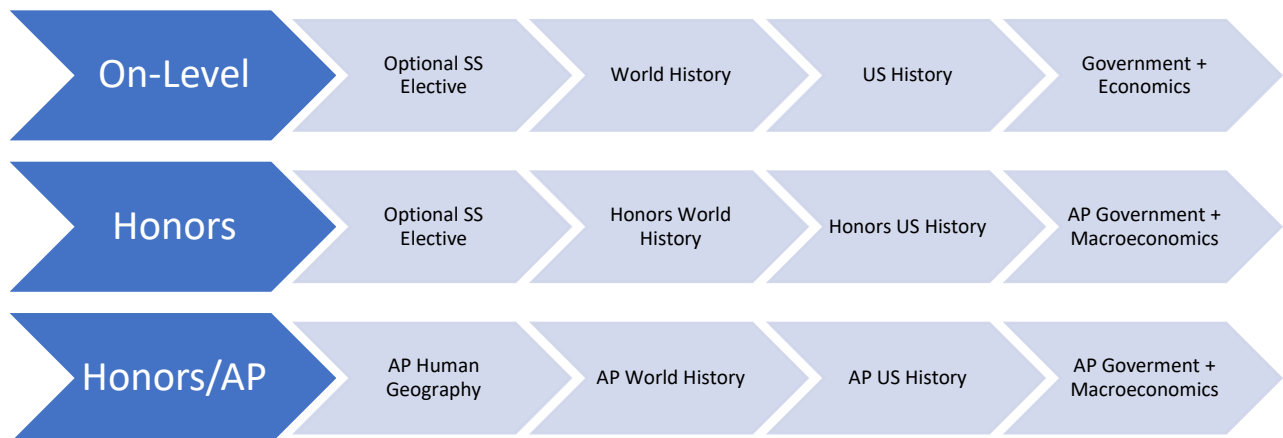 On-Level
Optional SS
Elective
World History
US History
Government +
Economics
Honors
Optional SS
Elective
Honors World
History
Honors US History
AP Government +
Macroeconomics
Honors/AP
AP Human
Geography
AP World History
AP US History
AP Goverment +
Macroeconomics